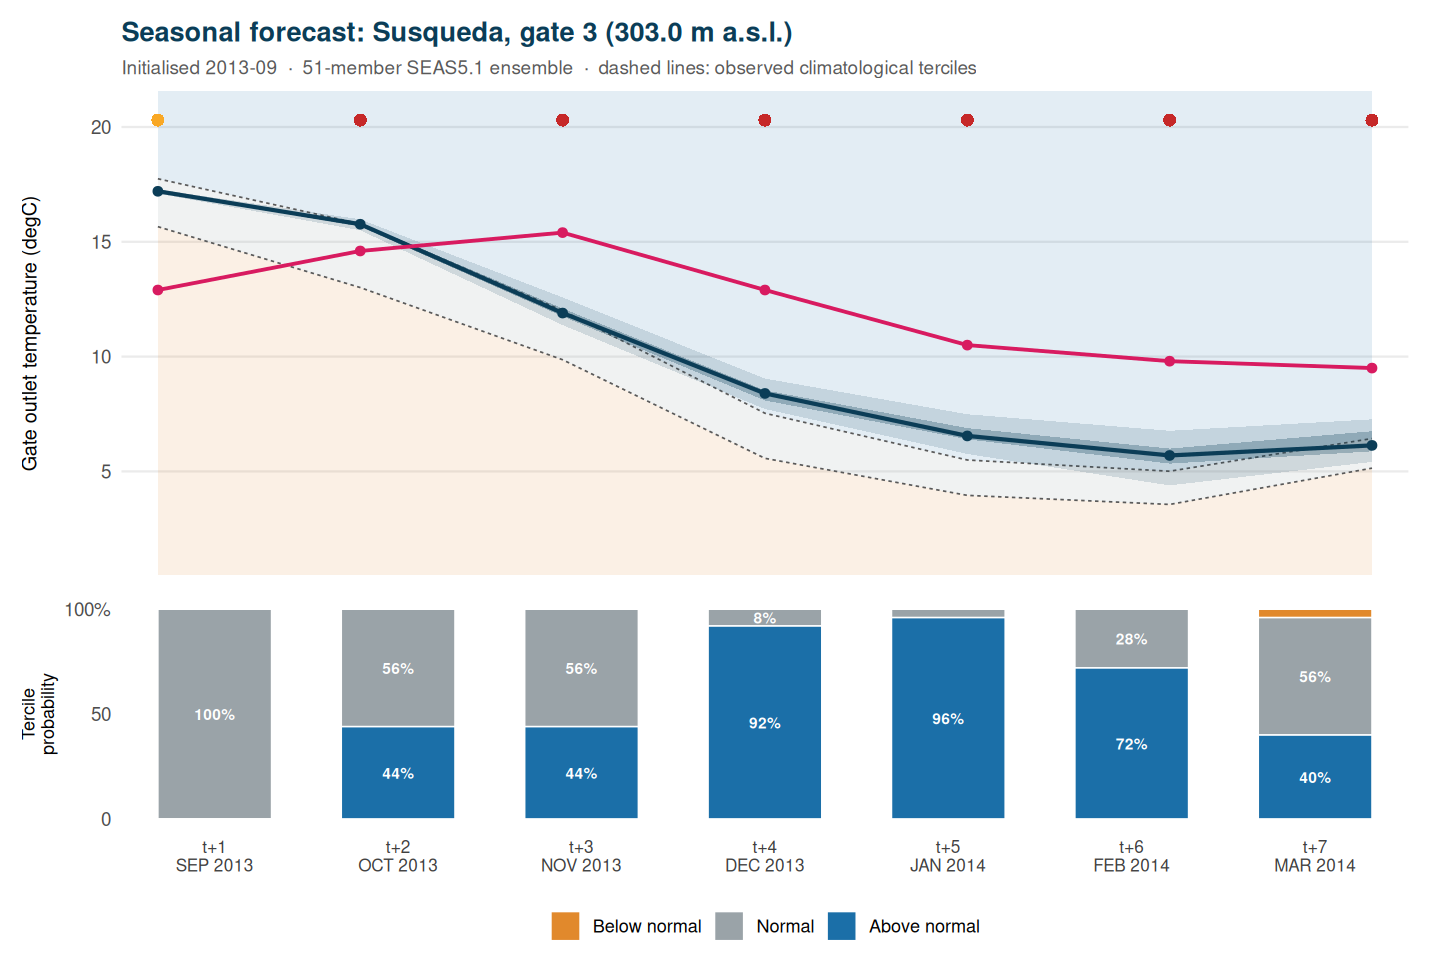 Seasonal forecast: Susqueda, gate 3 (303.0 m a.s.l.)
Initialised 2013-09 · 51-member SEAS5.1 ensemble · dashed lines: observed climatological terciles
Gate outlet temperature (degC)
20
15
10
5
Tercile
probability
100%
50
0
100%
56%
44%
56%
44%
8%
92%
96%
28%
72%
56%
40%
t+1
SEP 2013
t+2
OCT 2013
t+3
NOV 2013
t+4
DEC 2013
t+5
JAN 2014
t+6
FEB 2014
t+7
MAR 2014
Below normal
Normal
Above normal